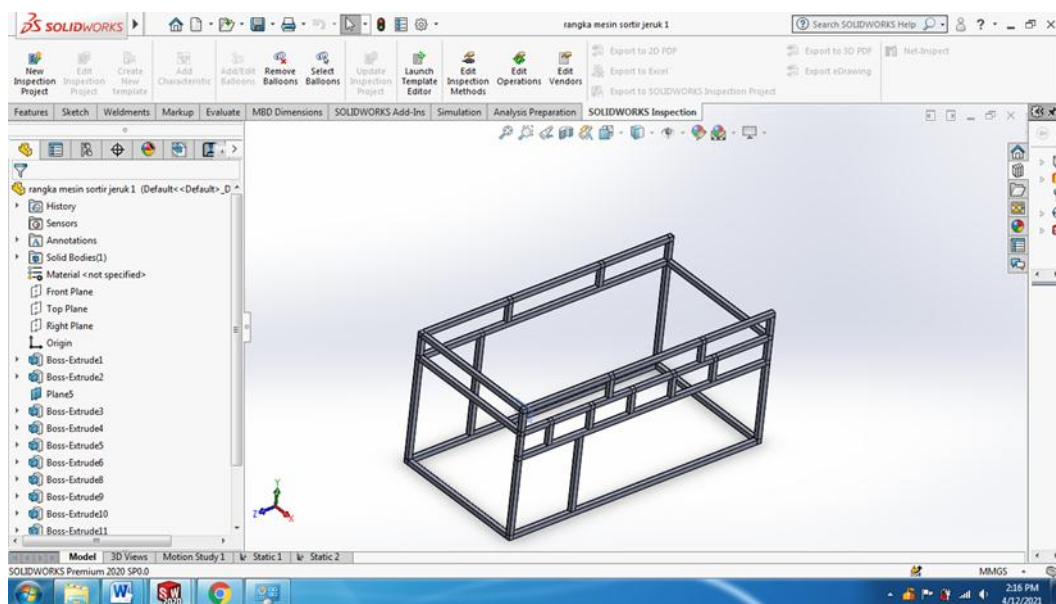 SOLIDWORKS
rangka mesin sortir jeruk 1
Search SOLIDWORKS Help
New Inspection Project
Edit Inspection Project
Create New template
Add Characteristic
Add/Edit Balloons
Remove Balloons
Select Balloons
Update Inspection Project
Launch Template Editor
Edit Inspection Methods
Edit Operations
Edit Vendors
Export to 2D PDF
Export to Excel
Export to SOLIDWORKS Inspection Project
Export to 3D PDF
Export eDrawing
Net-Inspect
Features Sketch Weldments Markup Evaluate MBD Dimensions SOLIDWORKS Add-Ins Simulation Analysis Preparation SOLIDWORKS Inspection
rangka mesin sortir jeruk 1 (Default<<Default>_D
History
Sensors
Annotations
Solid Bodies(1)
Material <not specified>
Front Plane
Top Plane
Right Plane
Origin
Boss-Extrude1
Boss-Extrude2
Plane5
Boss-Extrude3
Boss-Extrude4
Boss-Extrude5
Boss-Extrude6
Boss-Extrude8
Boss-Extrude9
Boss-Extrude10
Boss-Extrude11
Y
Z
X
Model 3D Views Motion Study 1 Static 1 Static 2
SOLIDWORKS Premium 2020 SP0.0
MMGS
2:16 PM
4/12/2021